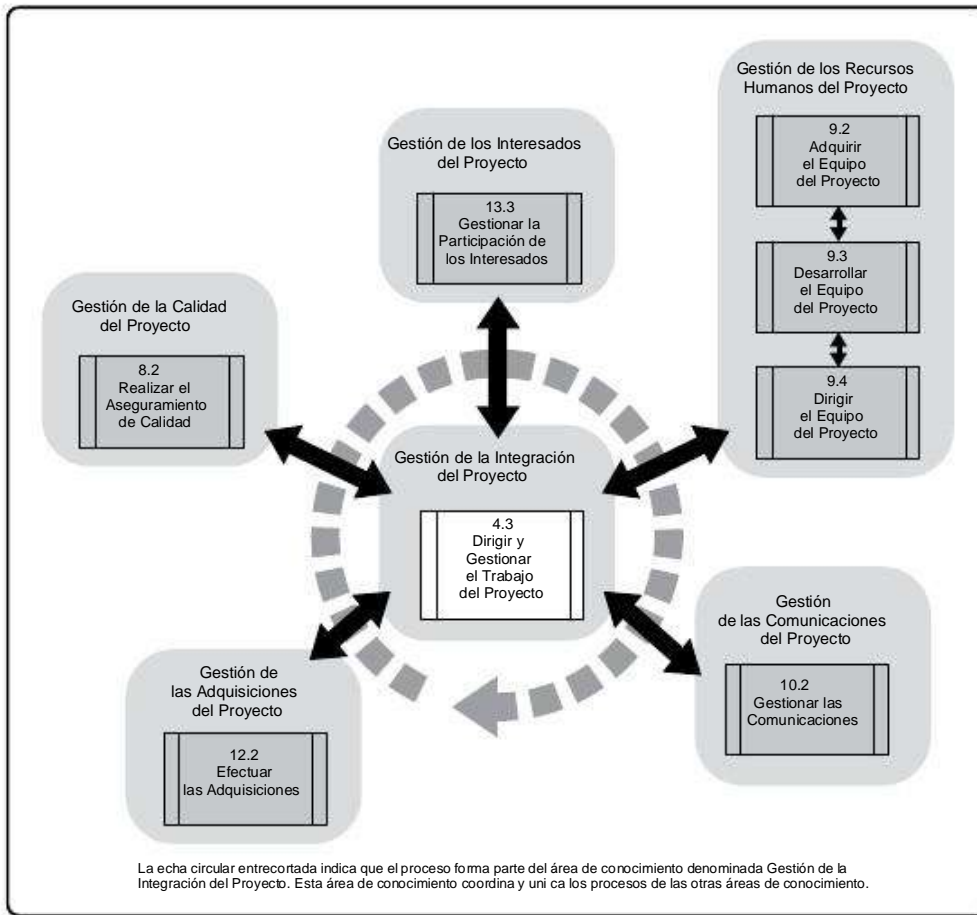 Gestión de los Recursos
Humanos del Proyecto
9.2
Adquirir
el Equipo
del Proyecto
9.3
Desarrollar
el Equipo
del Proyecto
9.4
Dirigir
el Equipo
del Proyecto
Gestión de los Interesados
del Proyecto
13.3
Gestionar la
Participación de
los Interesados
Gestión de la Calidad
del Proyecto
8.2
Realizar el
Aseguramiento
de Calidad
Gestión de la Integración
del Proyecto
4.3
Dirigir y
Gestionar
el Trabajo
del Proyecto
Gestión
de las Comunicaciones
del Proyecto
10.2
Gestionar las
Comunicaciones
Gestión de
las Adquisiciones
del Proyecto
12.2
Efectuar
las Adquisiciones
La echa circular entrecortada indica que el proceso forma parte del área de conocimiento denominada Gestión de la
Integración del Proyecto. Esta área de conocimiento coordina y uni ca los procesos de las otras áreas de conocimiento.